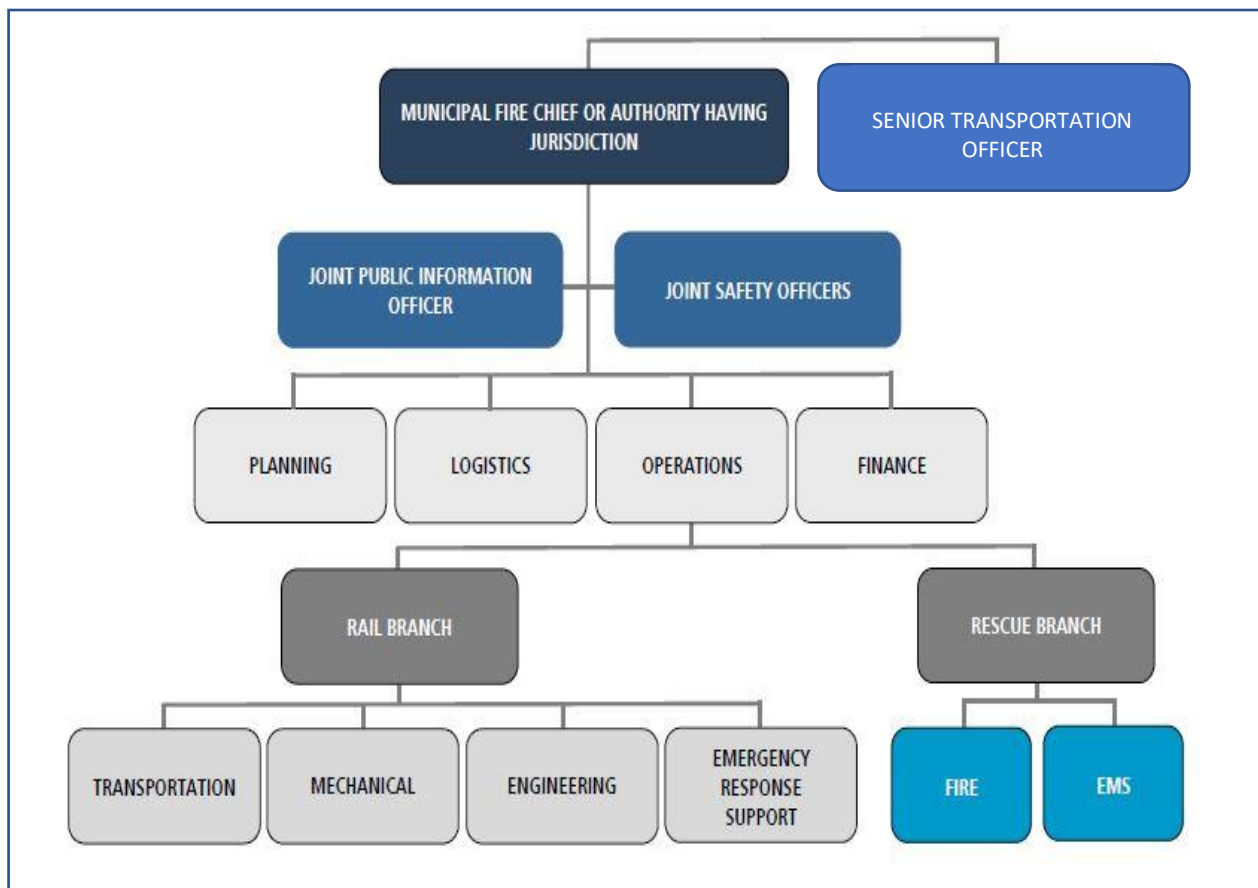 MUNICIPAL FIRE CHIEF OR AUTHORITY HAVING
JURISDICTION
SENIOR TRANSPORTATION
OFFICER
JOINT PUBLIC INFORMATION
OFFICER
JOINT SAFETY OFFICERS
PLANNING
LOGISTICS
OPERATIONS
FINANCE
RAIL BRANCH
RESCUE BRANCH
TRANSPORTATION
MECHANICAL
ENGINEERING
EMERGENCY
RESPONSE
SUPPORT
FIRE
EMS